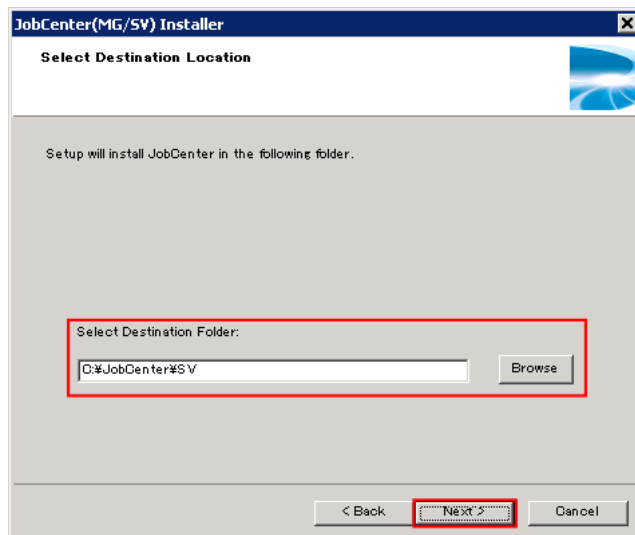 JobCenter(MG/SV) Installer
Select Destination Location
Setup will install JobCenter in the following folder.
Select Destination Folder:
C:¥JobCenter¥SV
Browse
< Back
Next >
Cancel